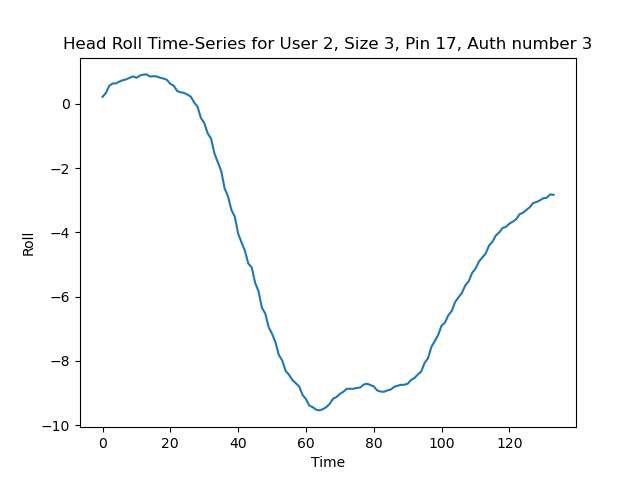 Head Roll Time-Series for User 2, Size 3, Pin 17, Auth number 3
0
−2
−4
−6
−8
−10
Roll
0 20 40 60 80 100 120
Time